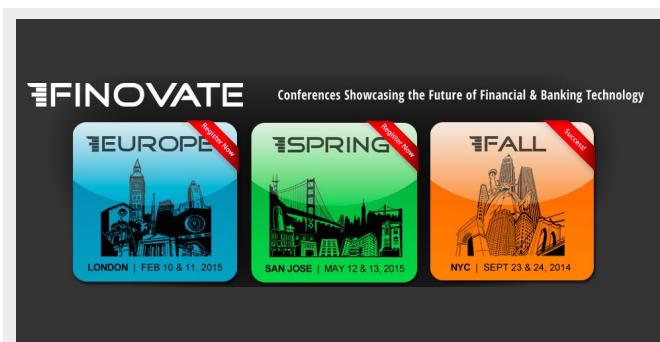 FINOVATE
Conferences Showcasing the Future of Financial & Banking Technology
EUROPE
Register Now
SPRING
Register Now
FALL
Success!
LONDON | FEB 10 & 11, 2015
SAN JOSE | MAY 12 & 13, 2015
NYC | SEPT 23 & 24, 2014